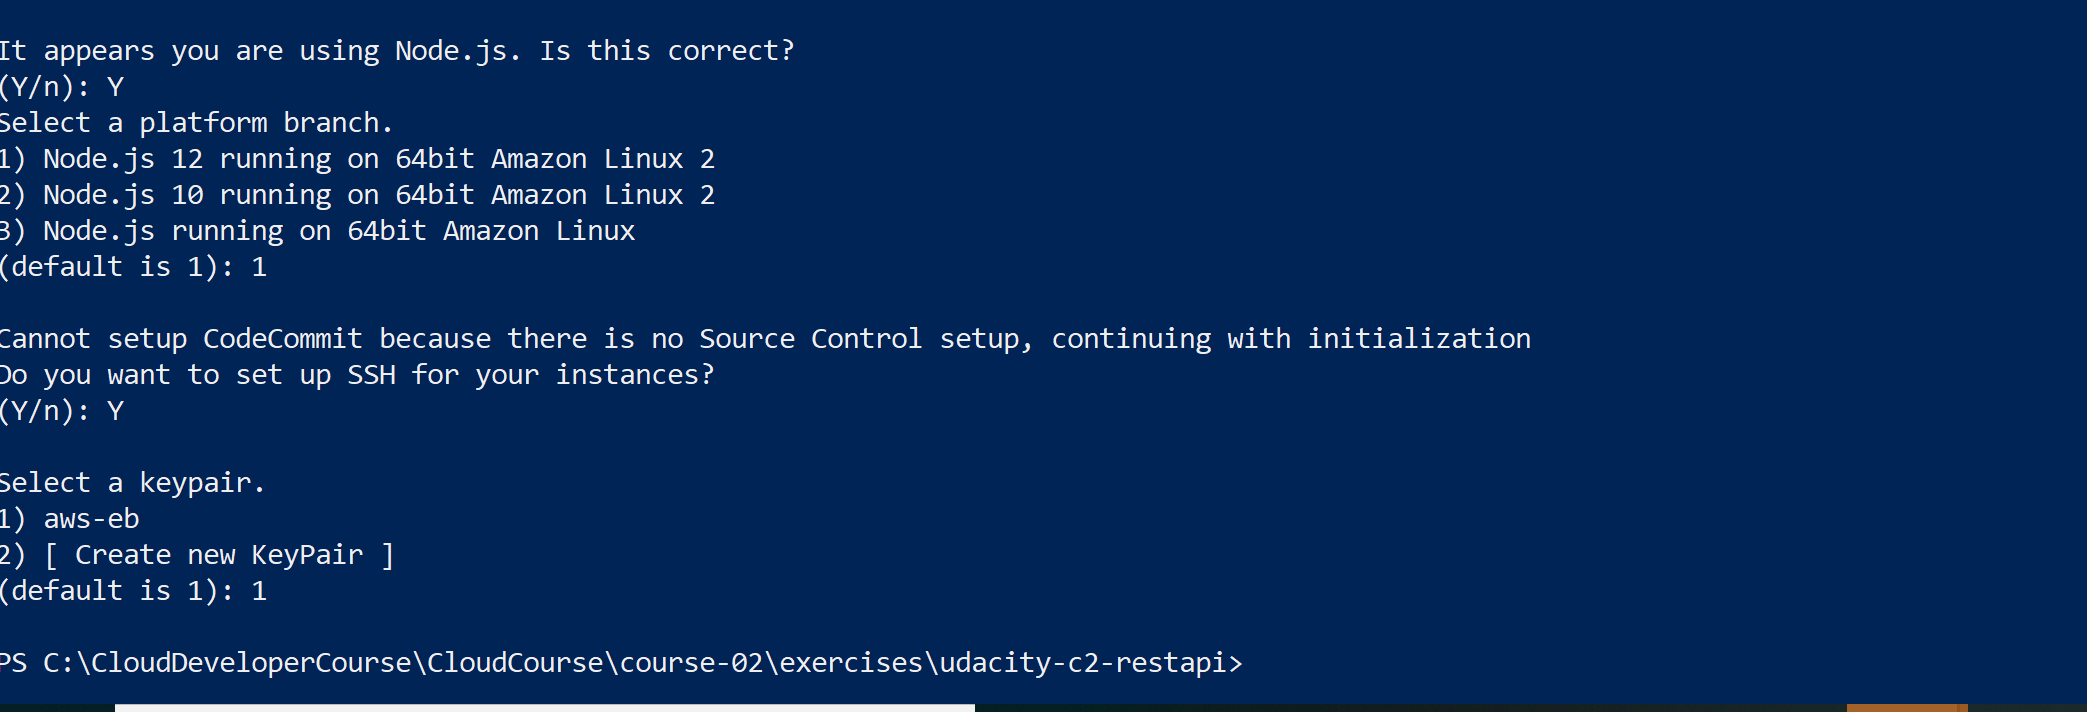 It appears you are using Node.js. Is this correct?
(Y/n): Y
Select a platform branch.
1) Node.js 12 running on 64bit Amazon Linux 2
2) Node.js 10 running on 64bit Amazon Linux 2
3) Node.js running on 64bit Amazon Linux
(default is 1): 1
Cannot setup CodeCommit because there is no Source Control setup, continuing with initialization
Do you want to set up SSH for your instances?
(Y/n): Y
Select a keypair.
1) aws-eb
2) [ Create new KeyPair ]
(default is 1): 1
PS C:\CloudDeveloperCourse\CloudCourse\course-02\exercises\udacity-c2-restapi>